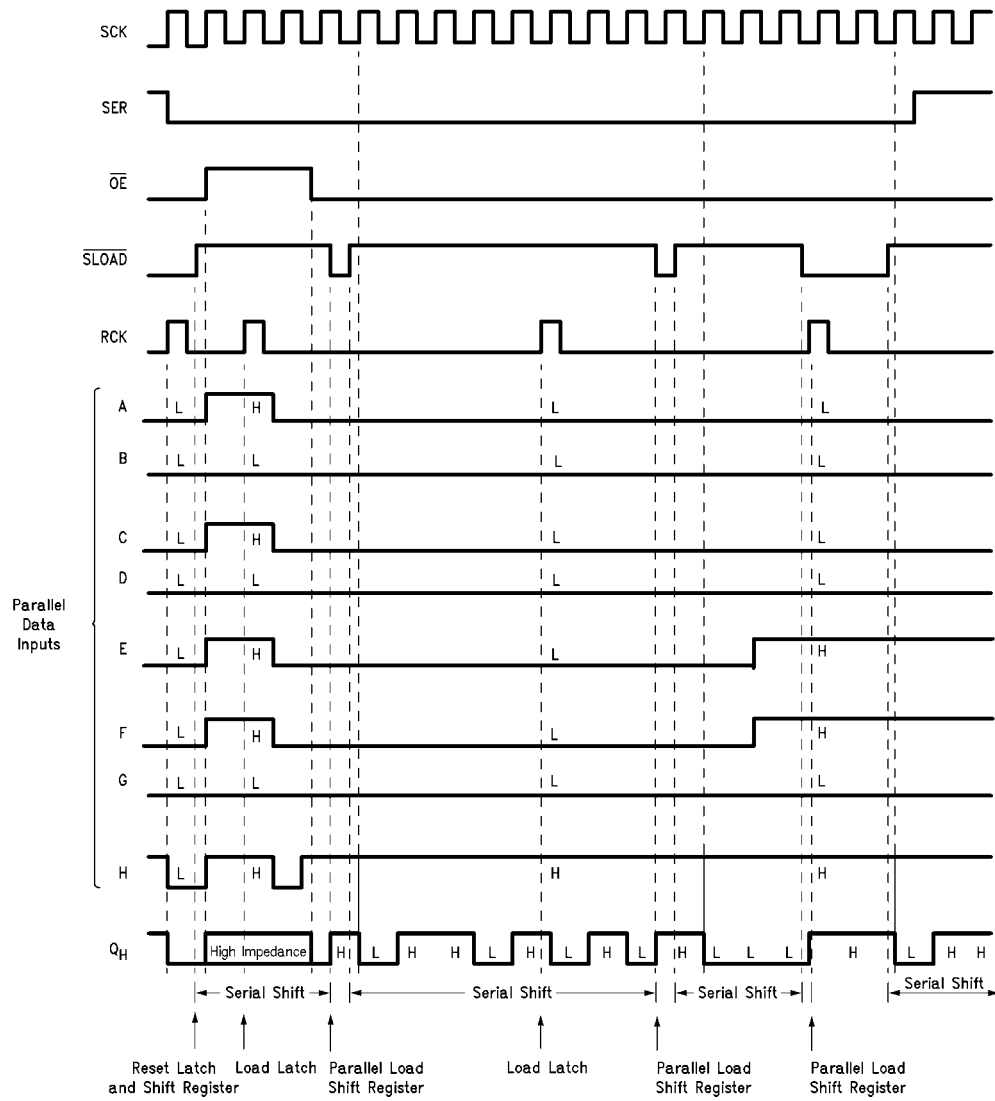 SCK
SER
OE
SLOAD
RCK
A L H L L
B L L L L
C L H L L
D L L L L
Parallel
Data
Inputs
E L H L H
F L H L H
G L L L L
H L H H H
QH High Impedance H L H H L H L H L H L L L H L H H
Serial Shift Serial Shift Serial Shift Serial Shift
Reset Latch
and Shift Register
Load Latch
Parallel Load
Shift Register
Load Latch
Parallel Load
Shift Register
Parallel Load
Shift Register